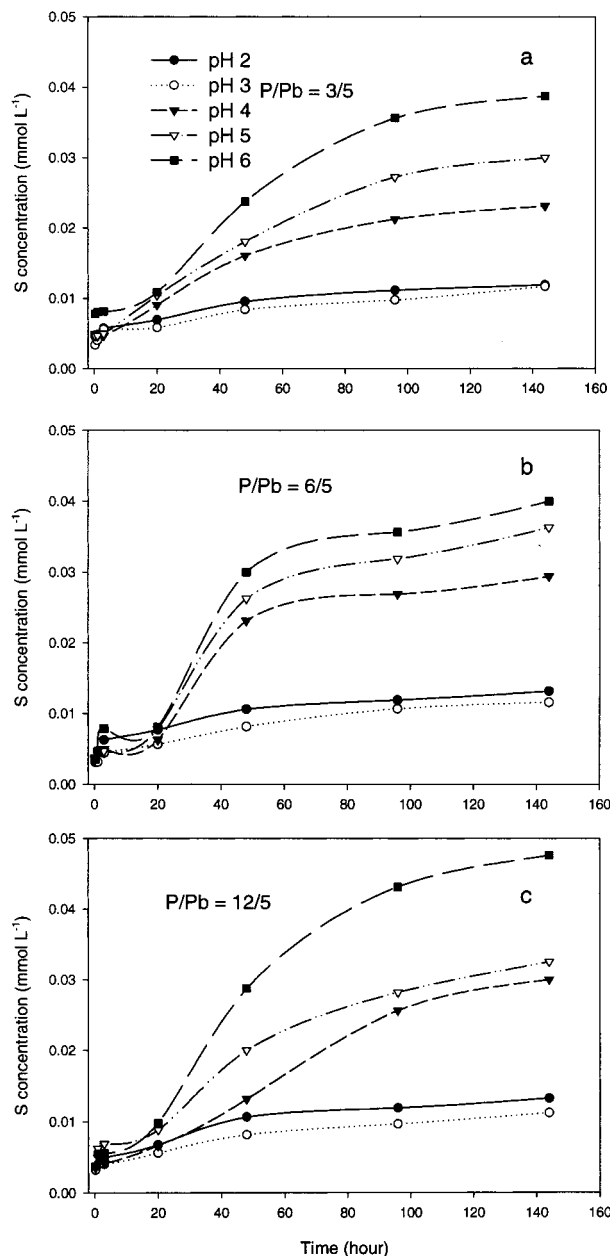 a
pH 2
pH 3
P/Pb = 3/5
pH 4
pH 5
pH 6
S concentration (mmol L⁻¹)
0.05
0.04
0.03
0.02
0.01
0.00
0 20 40 60 80 100 120 140 160
b
P/Pb = 6/5
S concentration (mmol L⁻¹)
0.05
0.04
0.03
0.02
0.01
0.00
0 20 40 60 80 100 120 140 160
c
P/Pb = 12/5
S concentration (mmol L⁻¹)
0.05
0.04
0.03
0.02
0.01
0.00
0 20 40 60 80 100 120 140 160
Time (hour)